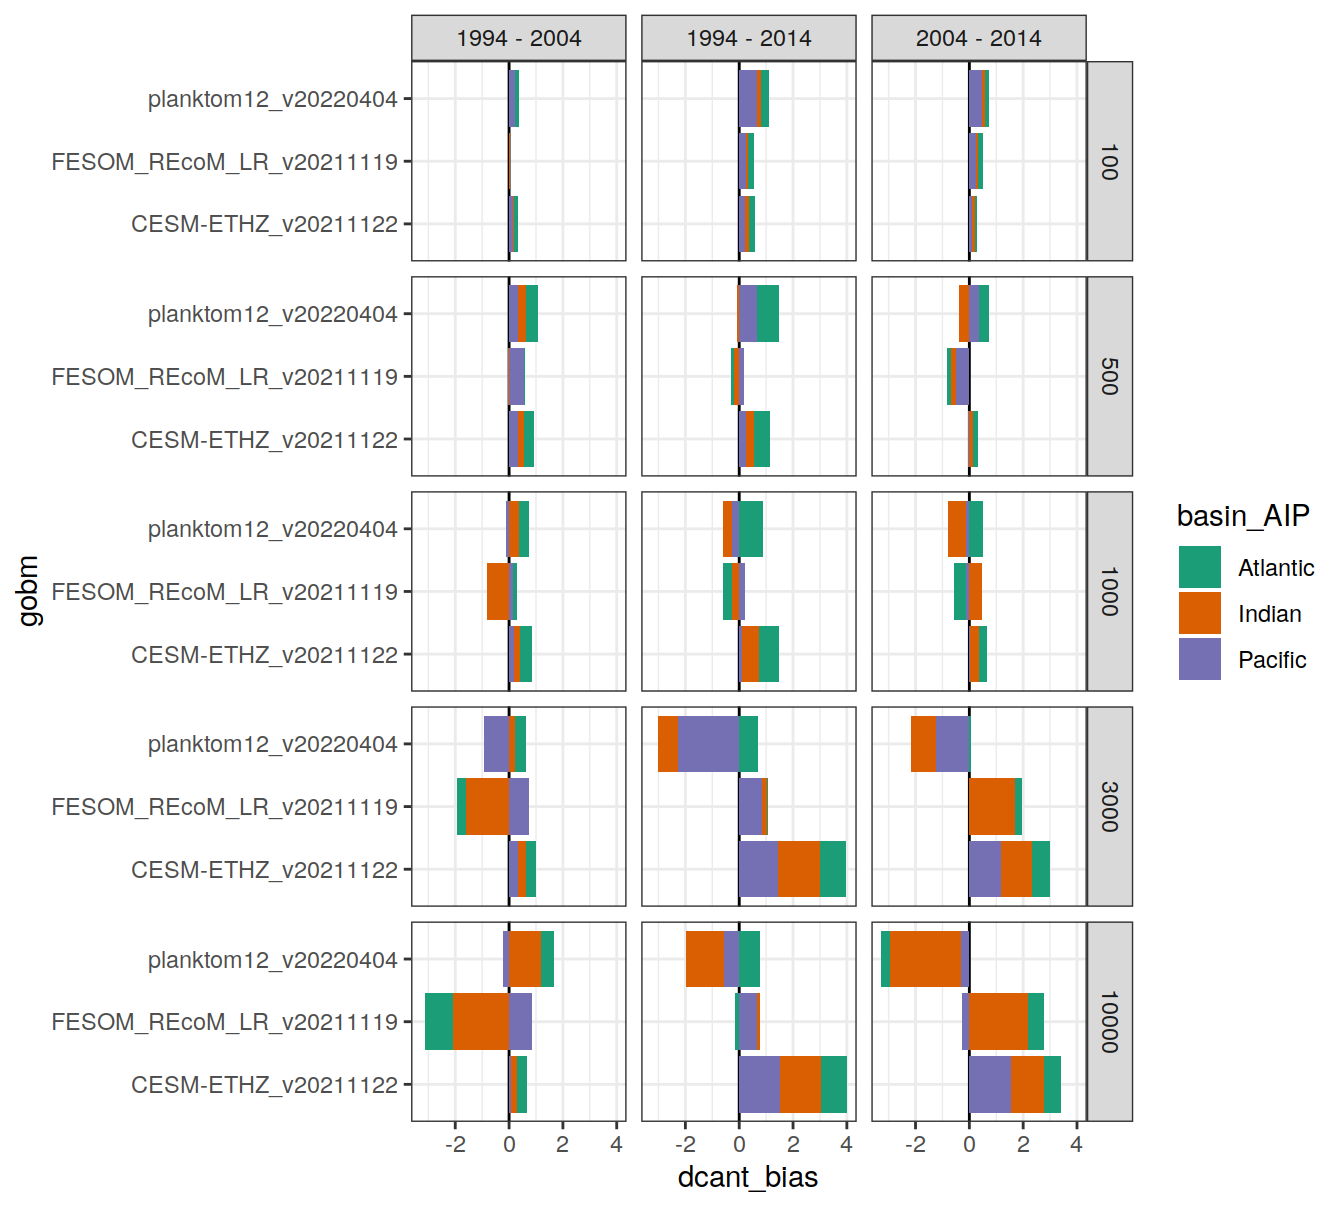 1994 - 2004
1994 - 2014
2004 - 2014
planktom12_v20220404
FESOM_REcoM_LR_v20211119
CESM-ETHZ_v20211122
100
planktom12_v20220404
FESOM_REcoM_LR_v20211119
CESM-ETHZ_v20211122
500
planktom12_v20220404
FESOM_REcoM_LR_v20211119
CESM-ETHZ_v20211122
1000
planktom12_v20220404
FESOM_REcoM_LR_v20211119
CESM-ETHZ_v20211122
30000
planktom12_v20220404
FESOM_REcoM_LR_v20211119
CESM-ETHZ_v20211122
10000
gobm
-2 0 2 4
-2 0 2 4
-2 0 2 4
dcant_bias
basin_AIP
Atlantic
Indian
Pacific